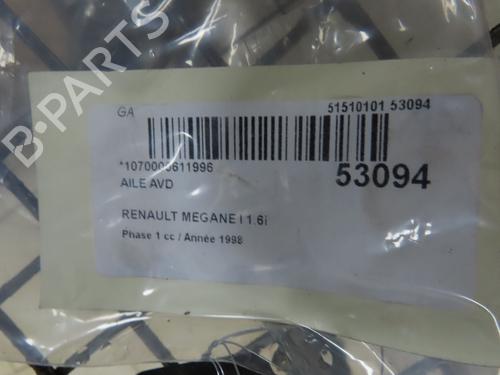 GA 51510101 53094
*1070000611996 53094
AILE AVD
RENAULT MEGANE I 1.6i
Phase 1 cc / Année 1998
B-PARTS